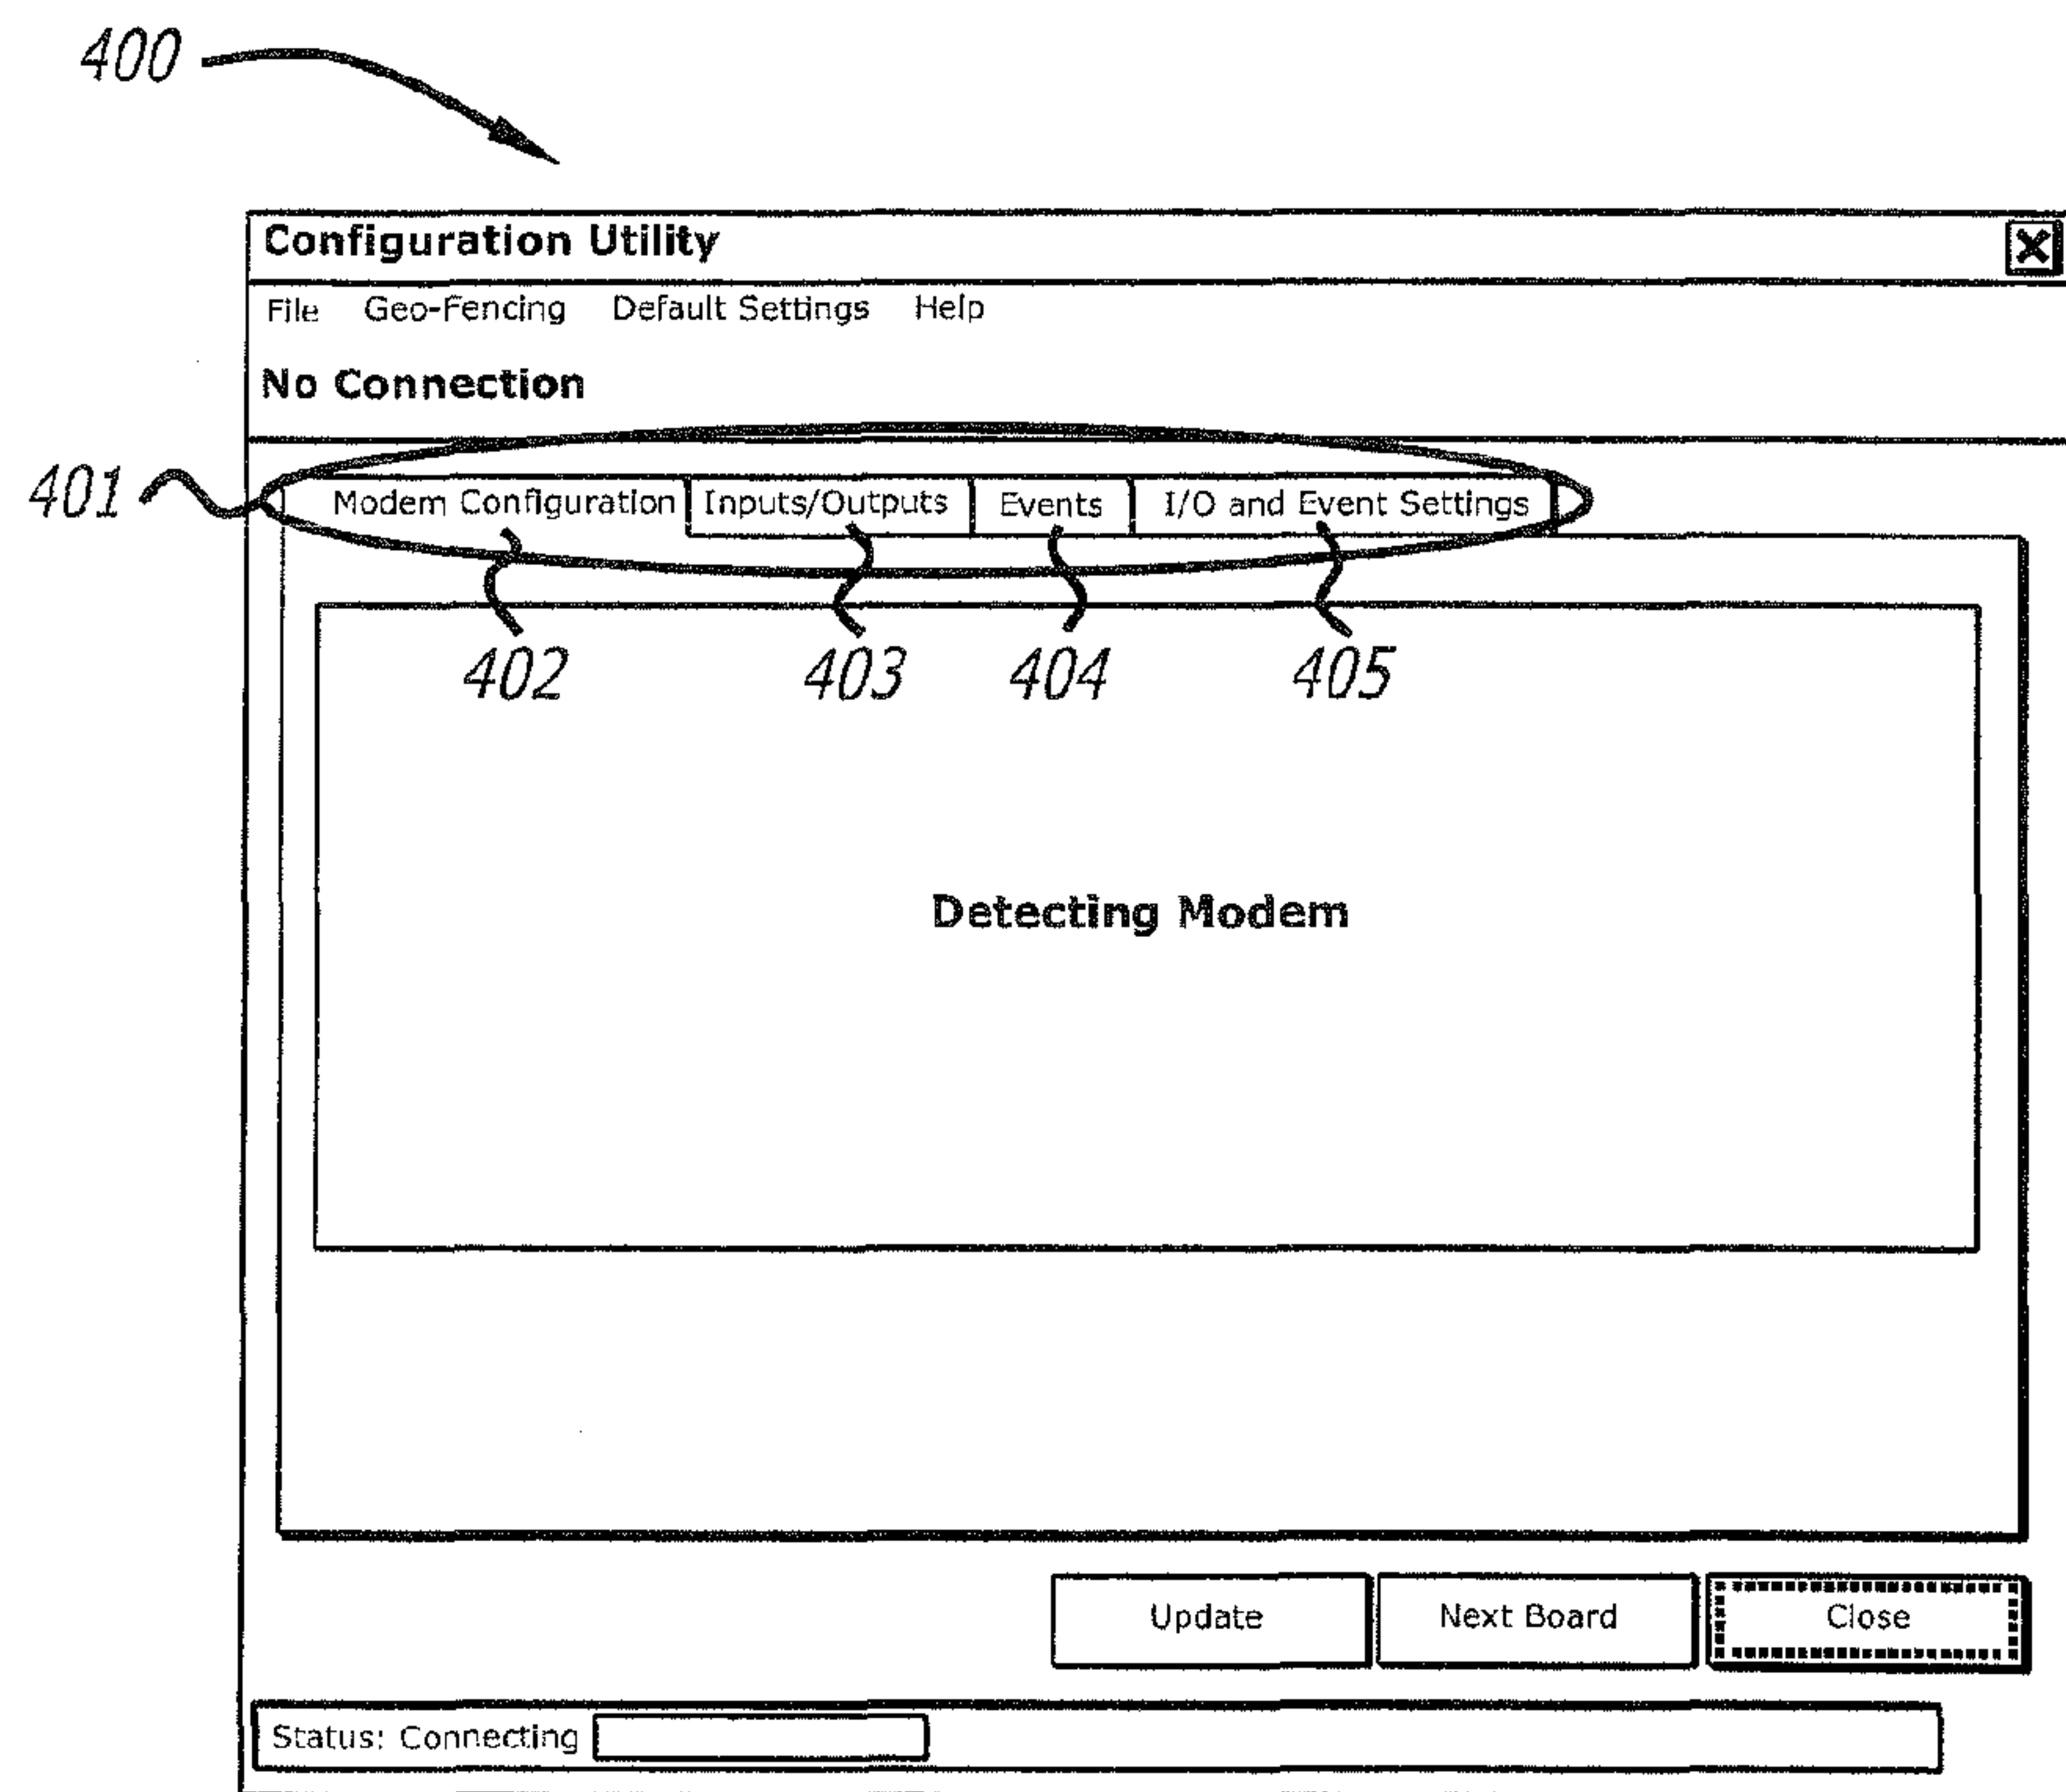 400
Configuration Utility
File Geo-Fencing Default Settings Help
No Connection
401
Modem Configuration Inputs/Outputs Events I/O and Event Settings
402 403 404 405
Detecting Modem
Update Next Board Close
Status: Connecting